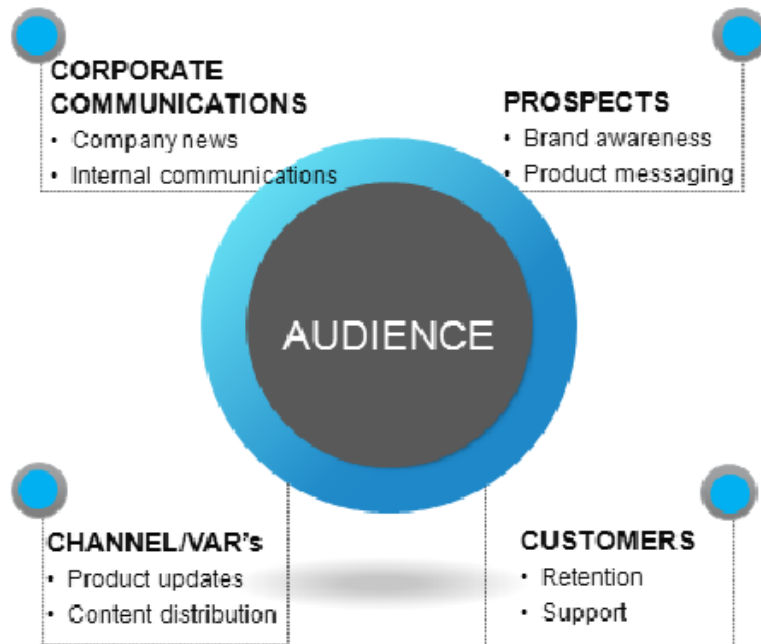 CORPORATE
COMMUNICATIONS
• Company news
• Internal communications
PROSPECTS
• Brand awareness
• Product messaging
AUDIENCE
CHANNEL/VAR's
• Product updates
• Content distribution
CUSTOMERS
• Retention
• Support